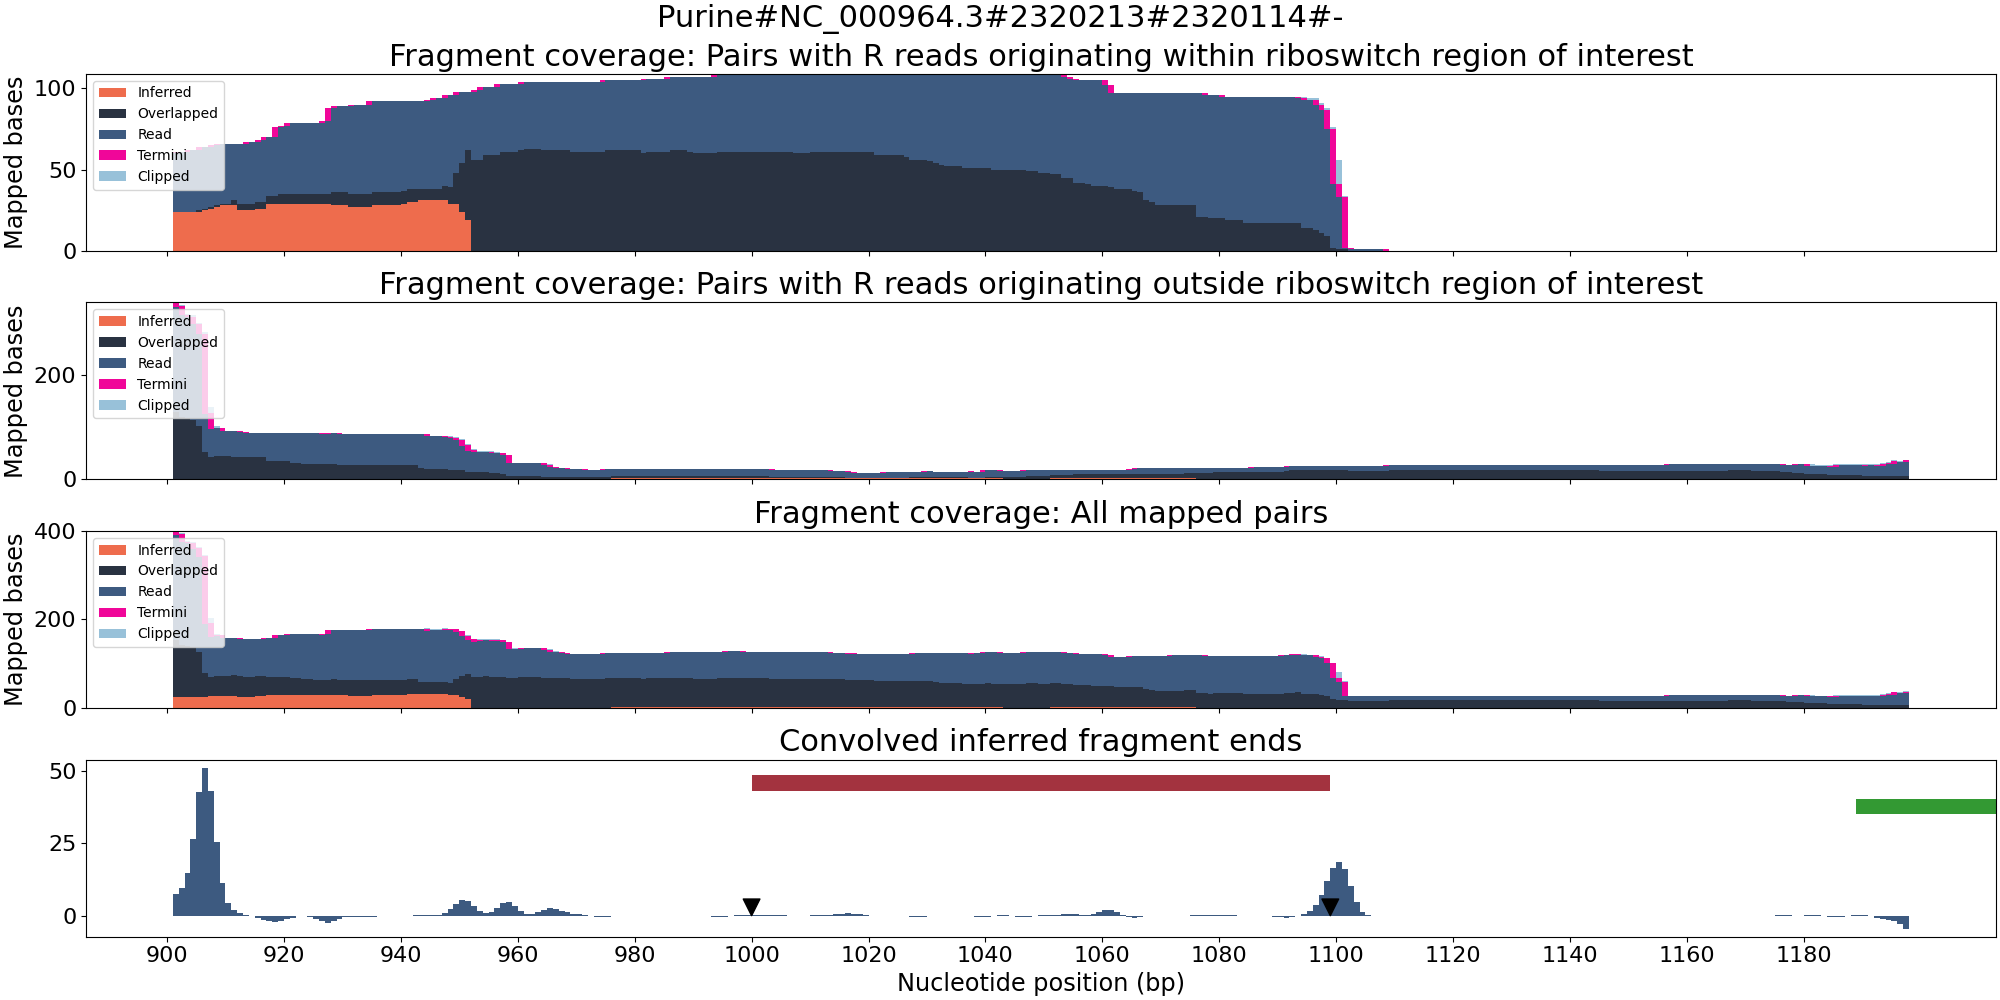 Purine#NC_000964.3#2320213#2320114#-
Fragment coverage: Pairs with R reads originating within riboswitch region of interest
Mapped bases
100
50
0
Inferred
Overlapped
Read
Termini
Clipped
Fragment coverage: Pairs with R reads originating outside riboswitch region of interest
Mapped bases
200
0
Inferred
Overlapped
Read
Termini
Clipped
Fragment coverage: All mapped pairs
Mapped bases
400
200
0
Inferred
Overlapped
Read
Termini
Clipped
Convolved inferred fragment ends
50
25
0
900 920 940 960 980 1000 1020 1040 1060 1080 1100 1120 1140 1160 1180
Nucleotide position (bp)